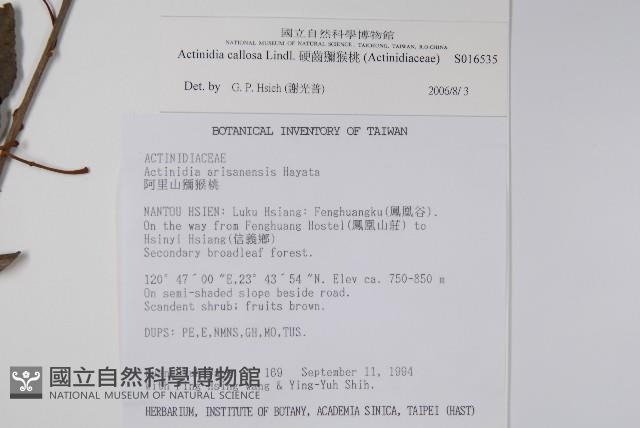 國立自然科學博物館
NATIONAL MUSEUM OF NATURAL SCIENCE, TAICHUNG, TAIWAN, R.O.CHINA
Actinidia callosa Lindl. 硬齒獼猴桃 (Actinidiaceae) S016535
Det. by G. P. Hsich (謝光普) 2006/8/3
BOTANICAL INVENTORY OF TAIWAN
ACTINIDIACEAE
Actinidia arisanensis Hayata
阿里山獼猴桃
NANTOU HSIEN: Luku Hsiang: Fenghuangku(鳳凰谷).
On the way from Fenghuang Hostel(鳳凰山莊) to
Hsinyi Hsiang(信義鄉)
Secondary broadleaf forest.
120° 47´ 00 "E,23° 43´ 54 "N. Elev ca. 750-850 m
On semi-shaded slope beside road.
Scandent shrub; fruits brown.
DUPS: PE,E,NMNS,GH,MO,TUS.
169 September 11, 1994
& Ying-Yuh Shih.
國立自然科學博物館
NATIONAL MUSEUM OF NATURAL SCIENCE
HERBARIUM, INSTITUTE OF BOTANY, ACADEMIA SINICA, TAIPEI (HAST)